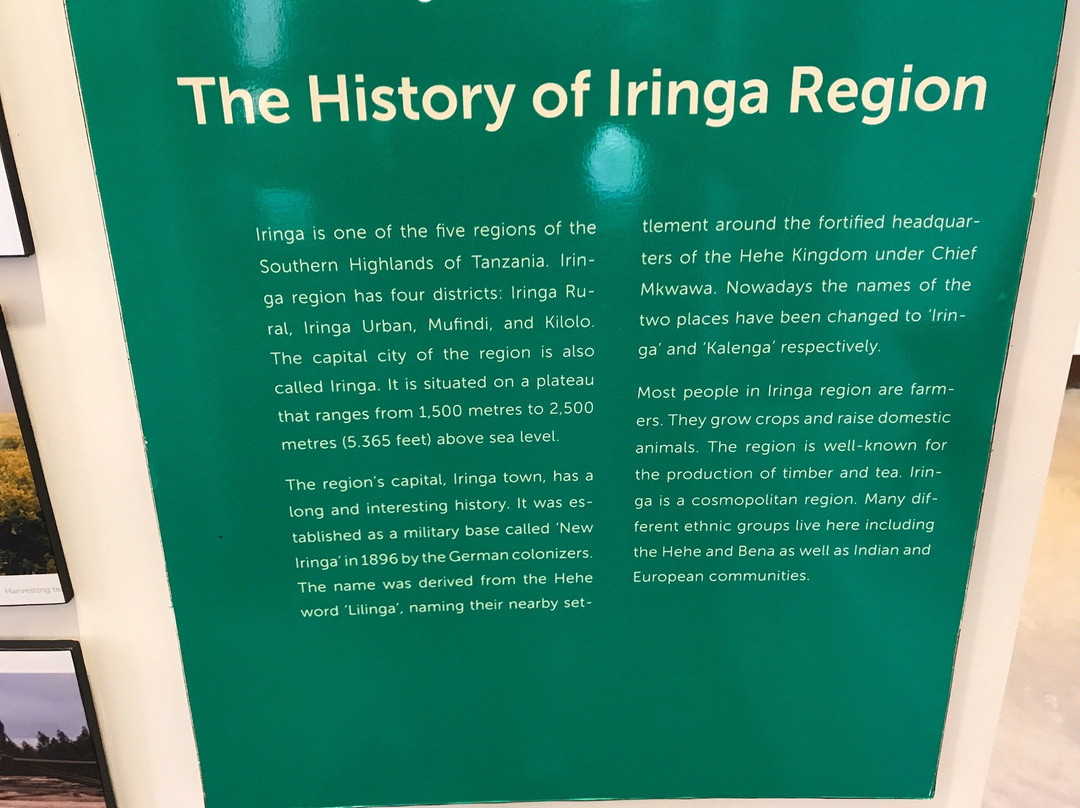 The History of Iringa Region
Iringa is one of the five regions of the
Southern Highlands of Tanzania. Irin-
ga region has four districts: Iringa Ru-
ral, Iringa Urban, Mufindi, and Kilolo.
The capital city of the region is also
called Iringa. It is situated on a plateau
that ranges from 1,500 metres to 2,500
metres (5.365 feet) above sea level.
The region's capital, Iringa town, has a
long and interesting history. It was es-
tablished as a military base called 'New
Iringa' in 1896 by the German colonizers.
The name was derived from the Hehe
word 'Lilinga', naming their nearby set-
tlement around the fortified headquar-
ters of the Hehe Kingdom under Chief
Mkwawa. Nowadays the names of the
two places have been changed to 'Irin-
ga' and 'Kalenga' respectively.
Most people in Iringa region are farm-
ers. They grow crops and raise domestic
animals. The region is well-known for
the production of timber and tea. Irin-
ga is a cosmopolitan region. Many dif-
ferent ethnic groups live here including
the Hehe and Bena as well as Indian and
European communities.
Harvesting